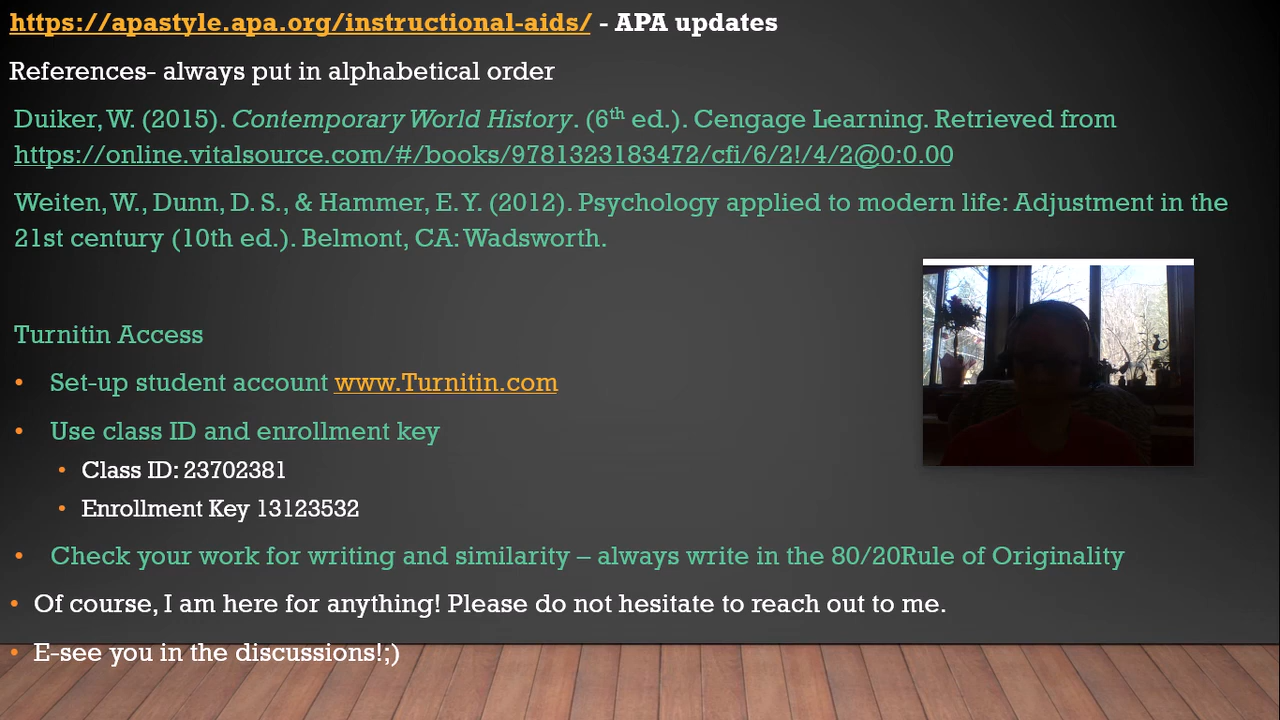 https://apastyle.apa.org/instructional-aids/ - APA updates
References- always put in alphabetical order
Duiker, W. (2015). Contemporary World History. (6th ed.). Cengage Learning. Retrieved from
https://online.vitalsource.com/#/books/9781323183472/cfi/6/2!/4/2@0:0.00
Weiten, W., Dunn, D. S., & Hammer, E. Y. (2012). Psychology applied to modern life: Adjustment in the
21st century (10th ed.). Belmont, CA: Wadsworth.
Turnitin Access
• Set-up student account www.Turnitin.com
• Use class ID and enrollment key
• Class ID: 23702381
• Enrollment Key 13123532
• Check your work for writing and similarity – always write in the 80/20Rule of Originality
• Of course, I am here for anything! Please do not hesitate to reach out to me.
• E-see you in the discussions!;)